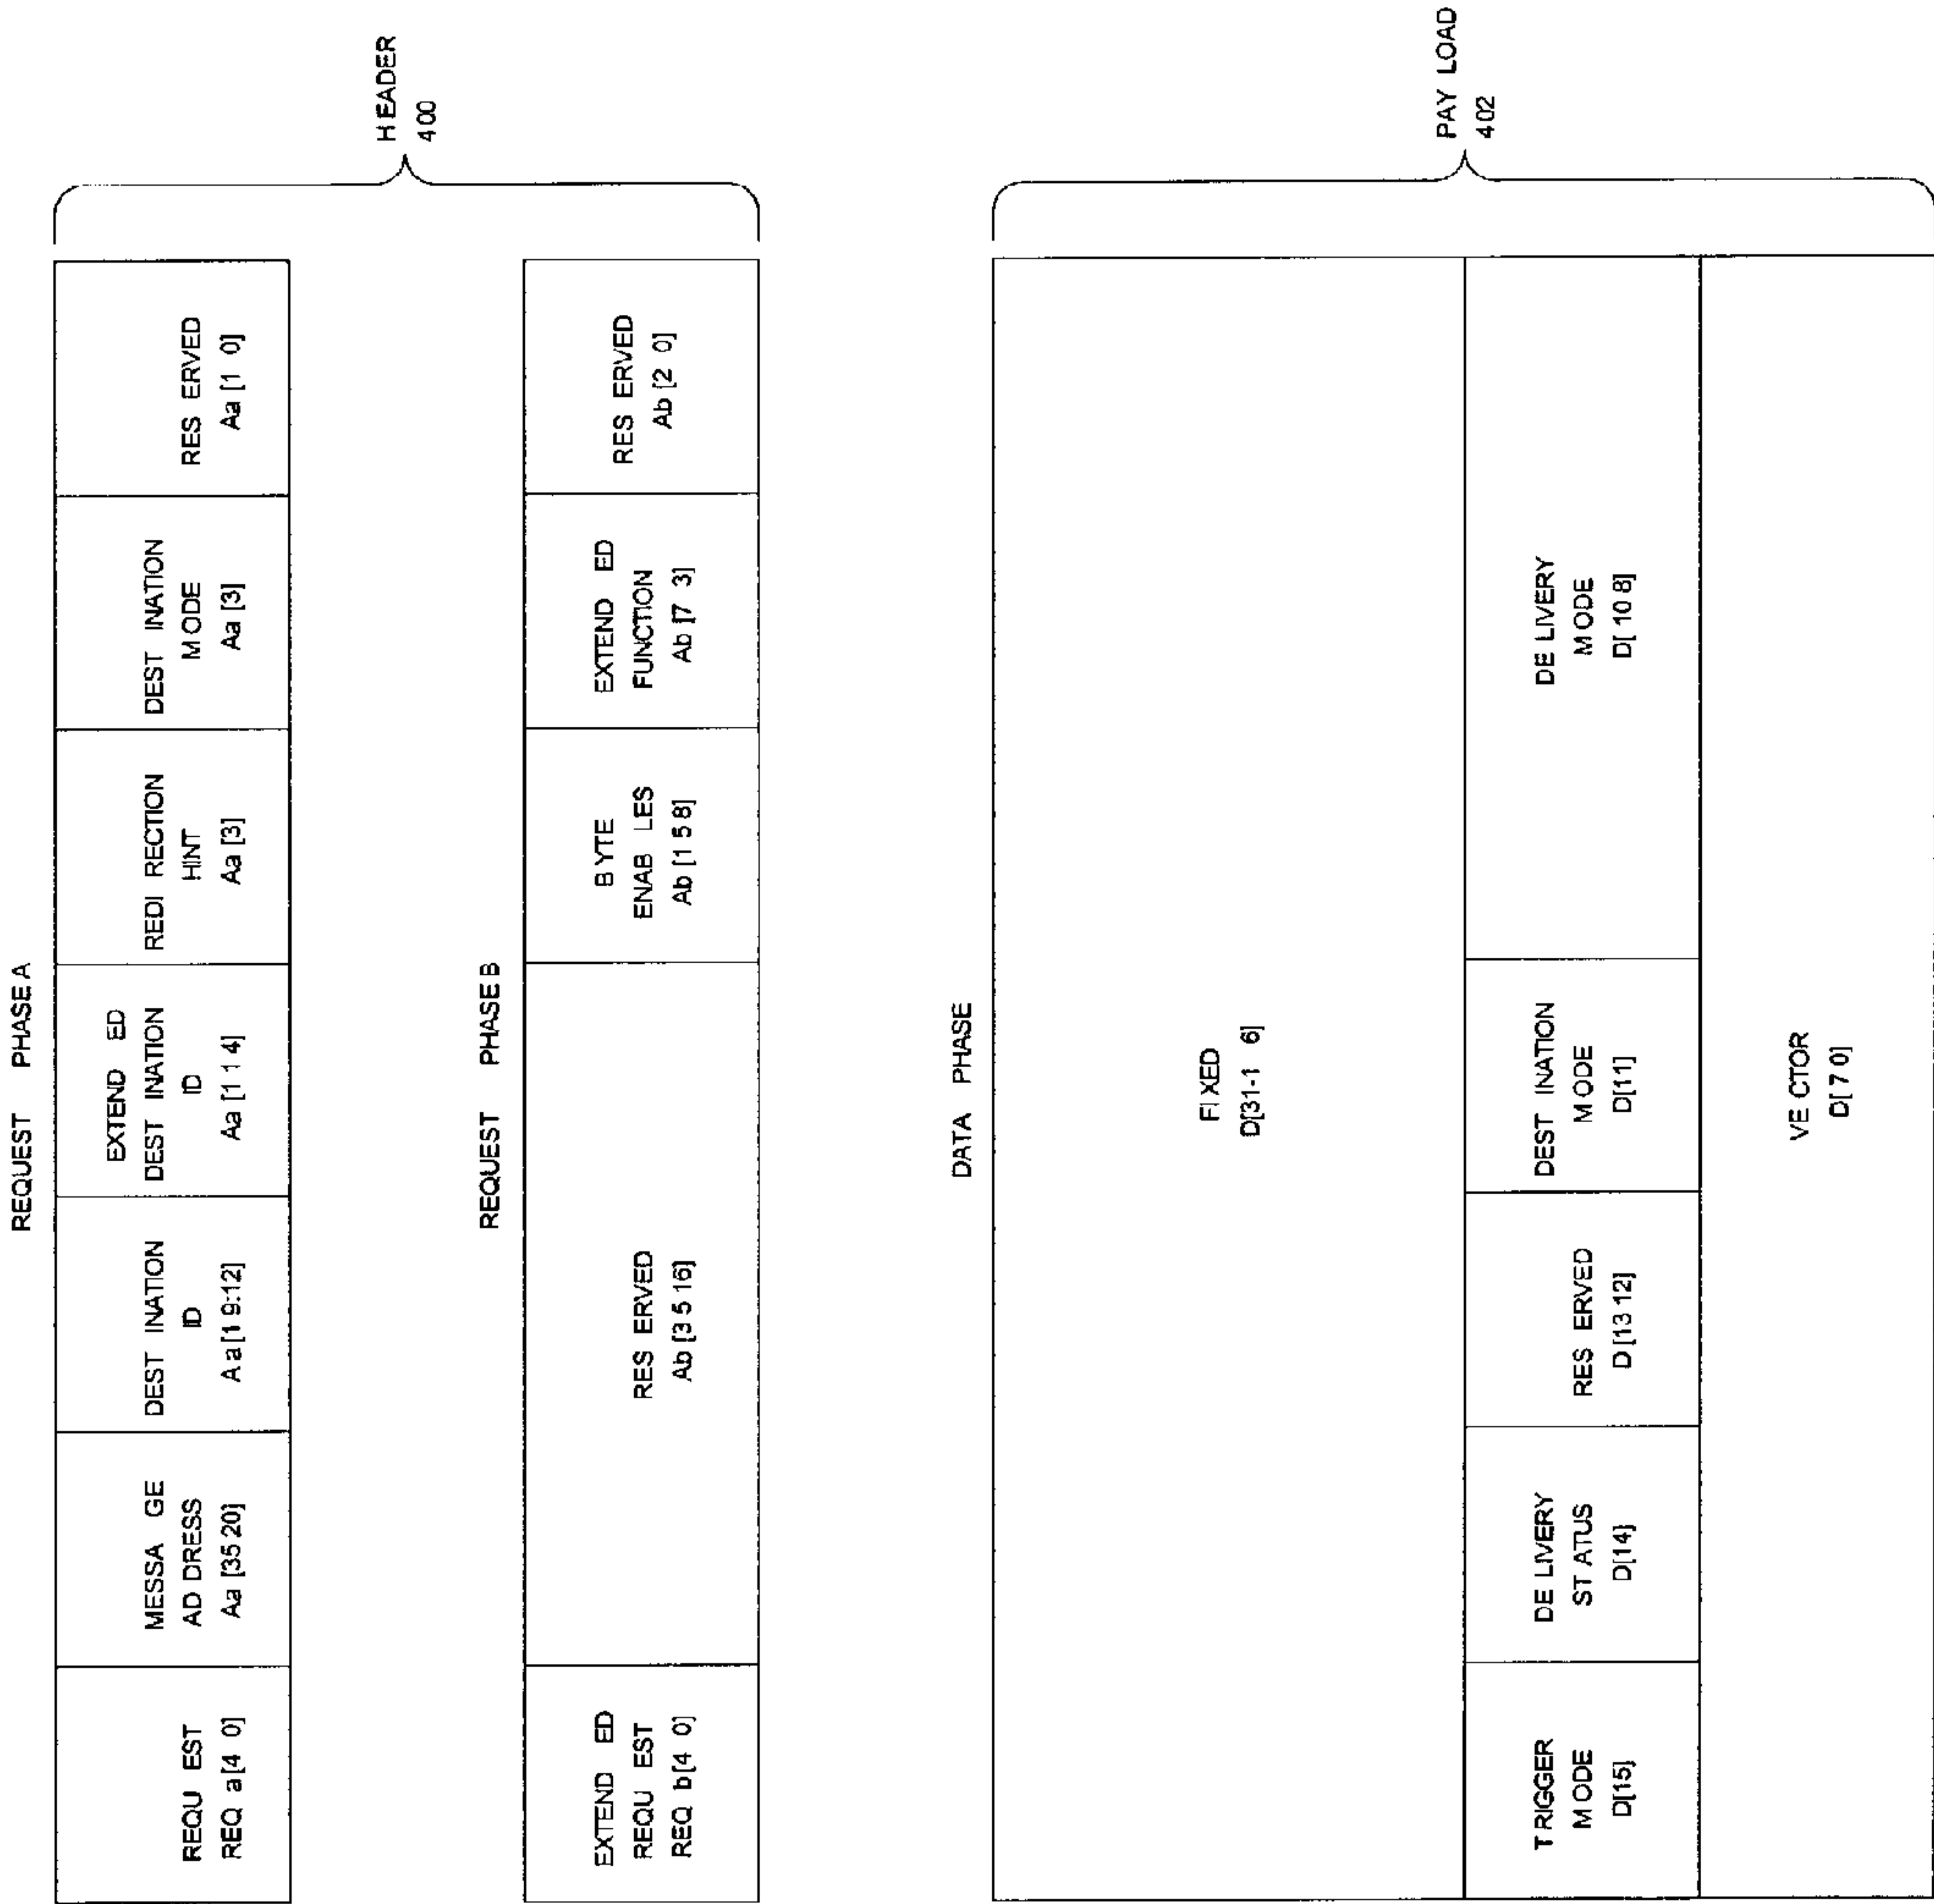 REQUEST PHASE A
REQU EST
REQ a[4 0]
MESSA GE
AD DRESS
Aa [35 20]
DEST INATION
ID
A a [1 9:12]
EXTEND ED
DEST INATION
ID
Aa [1 1 4]
REDI RECTION
HINT
Aa [3]
DEST INATION
M ODE
Aa [3]
RES ERVED
Aa [1 0]
HEADER
400
REQUEST PHASE B
EXTEND ED
REQU EST
REQ b[4 0]
RES ERVED
Ab [3 5 16]
B YTE
ENAB LES
Ab [1 5 8]
EXTEND ED
FUNCTION
Ab [7 3]
RES ERVED
Ab [2 0]
DATA PHASE
FI XED
D[31-1 6]
T RIGGER
M ODE
D[15]
DE LIVERY
ST ATUS
D[14]
RES ERVED
D [13 12]
DEST INATION
M ODE
D[11]
DE LIVERY
M ODE
D[ 10 8]
VE CTOR
D[ 7 0]
PAY LOAD
402